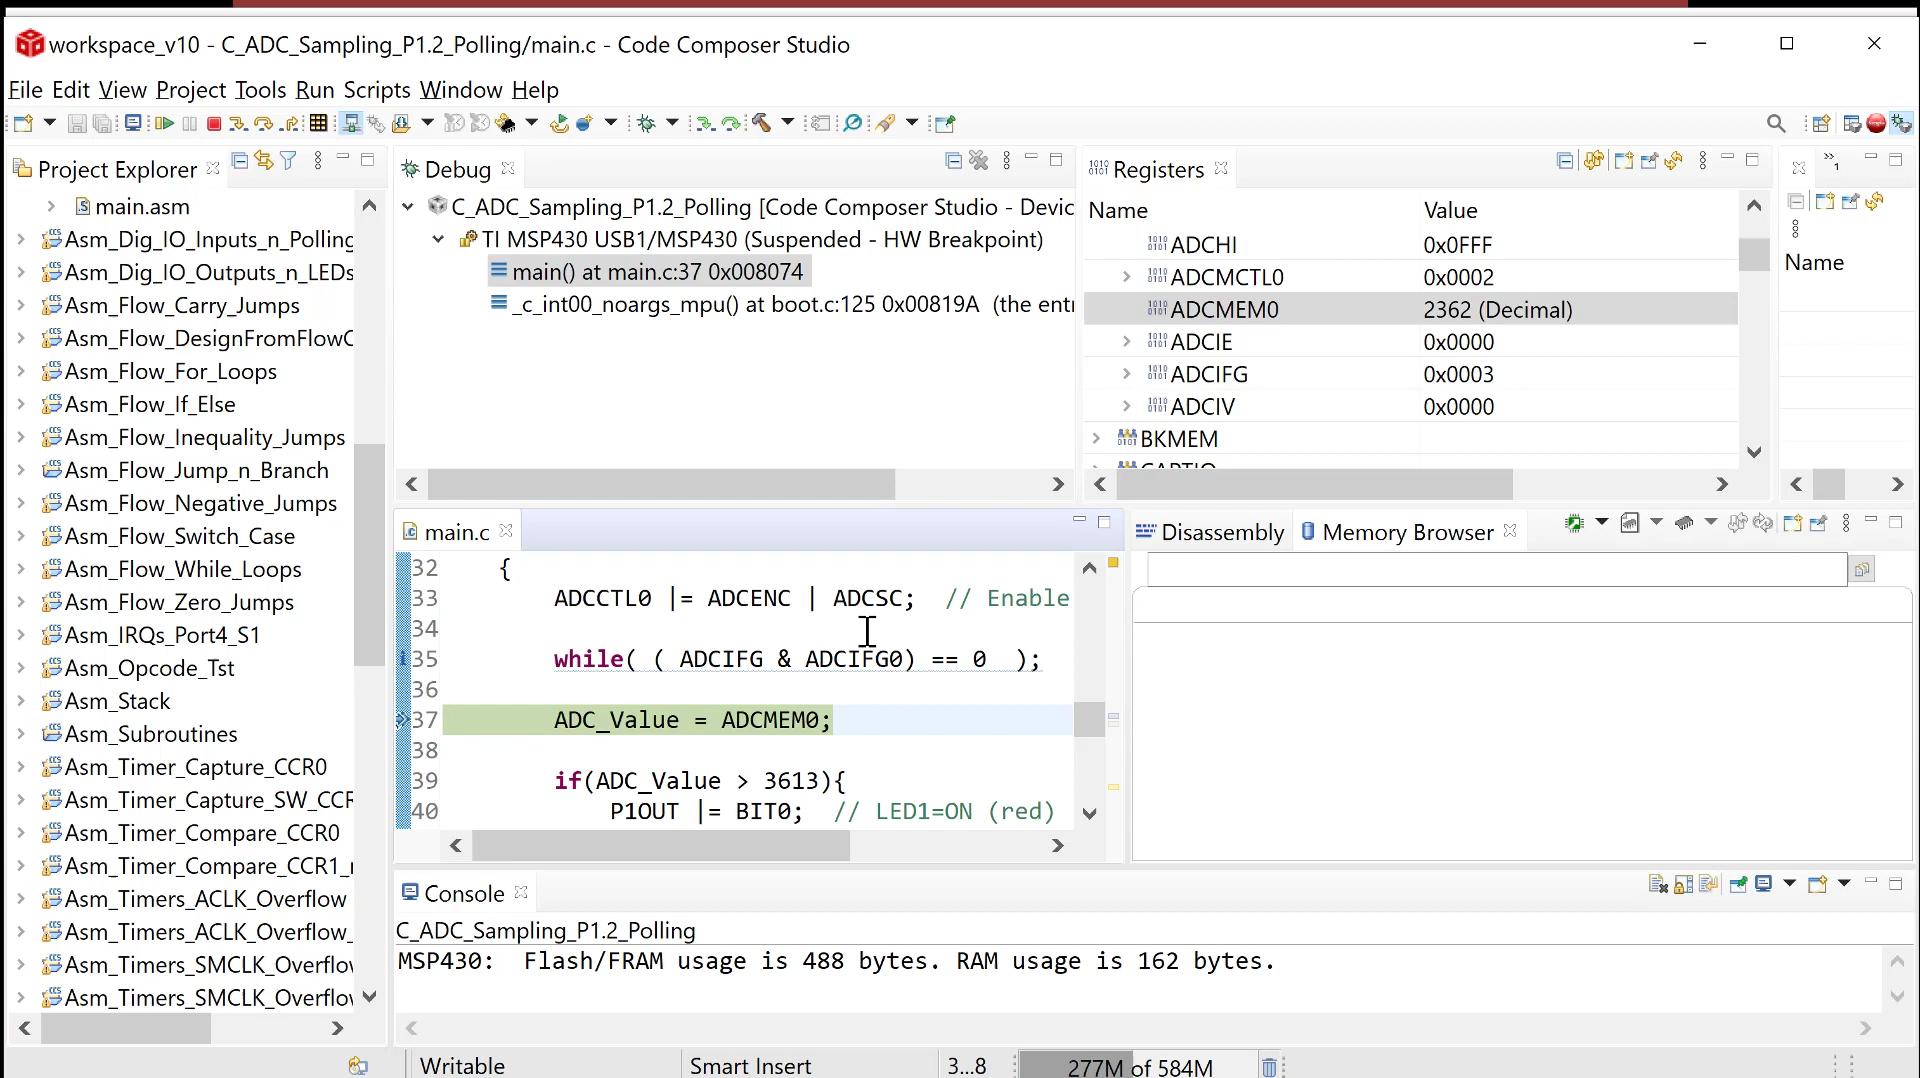 workspace_v10 - C_ADC_Sampling_P1.2_Polling/main.c - Code Composer Studio
File Edit View Project Tools Run Scripts Window Help
Project Explorer
main.asm
Asm_Dig_IO_Inputs_n_Polling
Asm_Dig_IO_Outputs_n_LEDs
Asm_Flow_Carry_Jumps
Asm_Flow_DesignFromFlowC
Asm_Flow_For_Loops
Asm_Flow_If_Else
Asm_Flow_Inequality_Jumps
Asm_Flow_Jump_n_Branch
Asm_Flow_Negative_Jumps
Asm_Flow_Switch_Case
Asm_Flow_While_Loops
Asm_Flow_Zero_Jumps
Asm_IRQs_Port4_S1
Asm_Opcode_Tst
Asm_Stack
Asm_Subroutines
Asm_Timer_Capture_CCR0
Asm_Timer_Capture_SW_CCR
Asm_Timer_Compare_CCR0
Asm_Timer_Compare_CCR1_
Asm_Timers_ACLK_Overflow
Asm_Timers_ACLK_Overflow_
Asm_Timers_SMCLK_Overflow
Asm_Timers_SMCLK_Overflow
Debug
C_ADC_Sampling_P1.2_Polling [Code Composer Studio - Devic
TI MSP430 USB1/MSP430 (Suspended - HW Breakpoint)
main() at main.c:37 0x008074
_c_int00_noargs_mpu() at boot.c:125 0x00819A (the entr
Registers
Name Value
ADCHI 0x0FFF
ADCMCTL0 0x0002
ADCMEM0 2362 (Decimal)
ADCIE 0x0000
ADCIFG 0x0003
ADCIV 0x0000
BKMEM
CAPTIO
1
Name
main.c
32 {
33 ADCCTL0 |= ADCENC | ADCSC; // Enable
34
35 while( ( ADCIFG & ADCIFG0) == 0 );
36
37 ADC_Value = ADCMEM0;
38
39 if(ADC_Value > 3613){
40 P1OUT |= BIT0; // LED1=ON (red)
Disassembly
Memory Browser
Console
C_ADC_Sampling_P1.2_Polling
MSP430: Flash/FRAM usage is 488 bytes. RAM usage is 162 bytes.
Writable
Smart Insert
3...8
277M of 584M